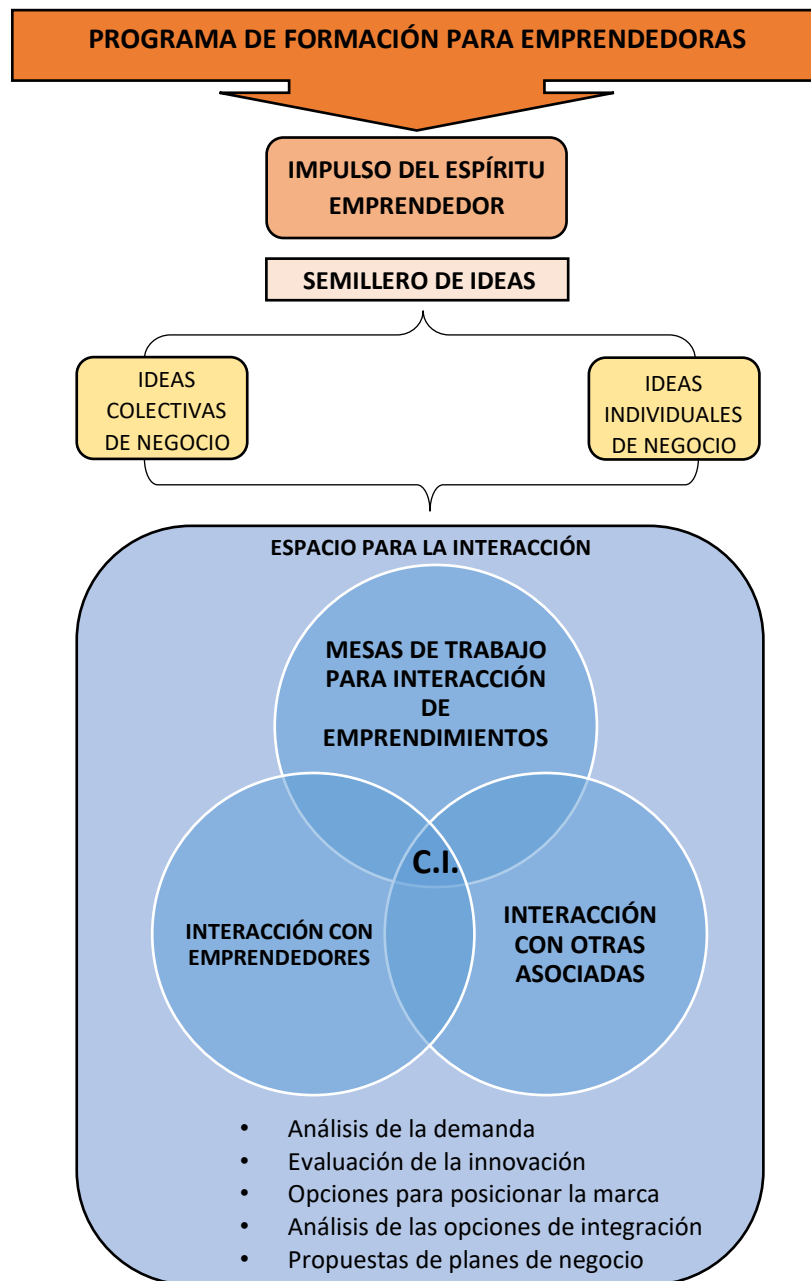 PROGRAMA DE FORMACIÓN PARA EMPRENDEDORAS
IMPULSO DEL ESPÍRITU
EMPRENDEDOR
SEMILLERO DE IDEAS
IDEAS
COLECTIVAS
DE NEGOCIO
IDEAS
INDIVIDUALES
DE NEGOCIO
ESPACIO PARA LA INTERACCIÓN
MESAS DE TRABAJO
PARA INTERACCIÓN
DE
EMPRENDIMIENTOS
C.I.
INTERACCIÓN CON
EMPRENDEDORES
INTERACCIÓN
CON OTRAS
ASOCIADAS
• Análisis de la demanda
• Evaluación de la innovación
• Opciones para posicionar la marca
• Análisis de las opciones de integración
• Propuestas de planes de negocio